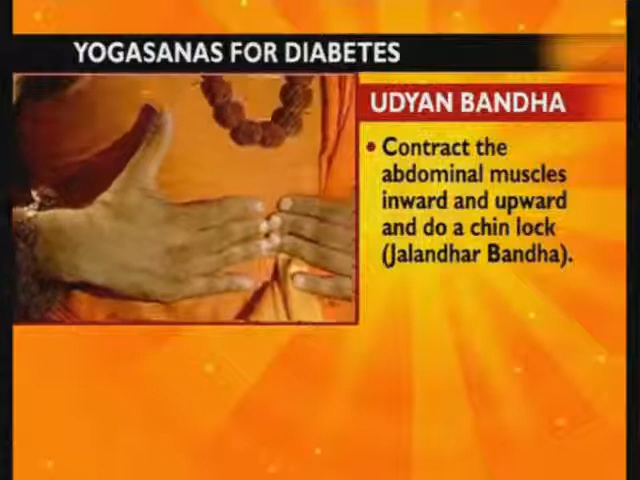 YOGASANAS FOR DIABETES
UDYAN BANDHA
• Contract the
abdominal muscles
inward and upward
and do a chin lock
(Jalandhar Bandha).